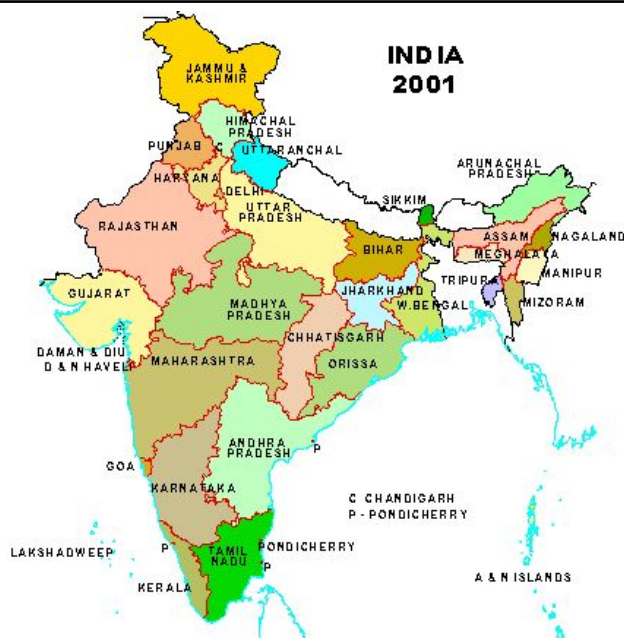 INDIA
2001
JAMMU &
KASHMIR
HIMACHAL
PRADESH
PUNJAB
C
UTTARANCHAL
HARYANA
DELHI
ARUNACHAL
PRADESH
SIKKIM
RAJASTHAN
UTTAR
PRADESH
ASSAM
NAGALAND
BIHAR
MEGHALAYA
MANIPUR
TRIPURA
GUJARAT
JHARKHAND
MADHYA
PRADESH
W.BENGAL
MIZORAM
CHHATISGARH
DAMAN & DIU
D & N HAVELI
MAHARASHTRA
ORISSA
ANDHRA
PRADESH
P
GOA
KARNATAKA
C CHANDIGARH
P - PONDICHERRY
LAKSHADWEEP
P
TAMIL
NADU
PONDICHERRY
P
KERALA
A & N ISLANDS